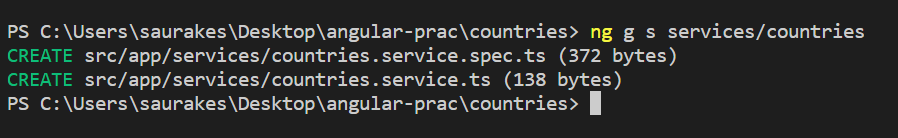 PS C:\Users\saurakes\Desktop\angular-prac\countries> ng g s services/countries
CREATE src/app/services/countries.service.spec.ts (372 bytes)
CREATE src/app/services/countries.service.ts (138 bytes)
PS C:\Users\saurakes\Desktop\angular-prac\countries>